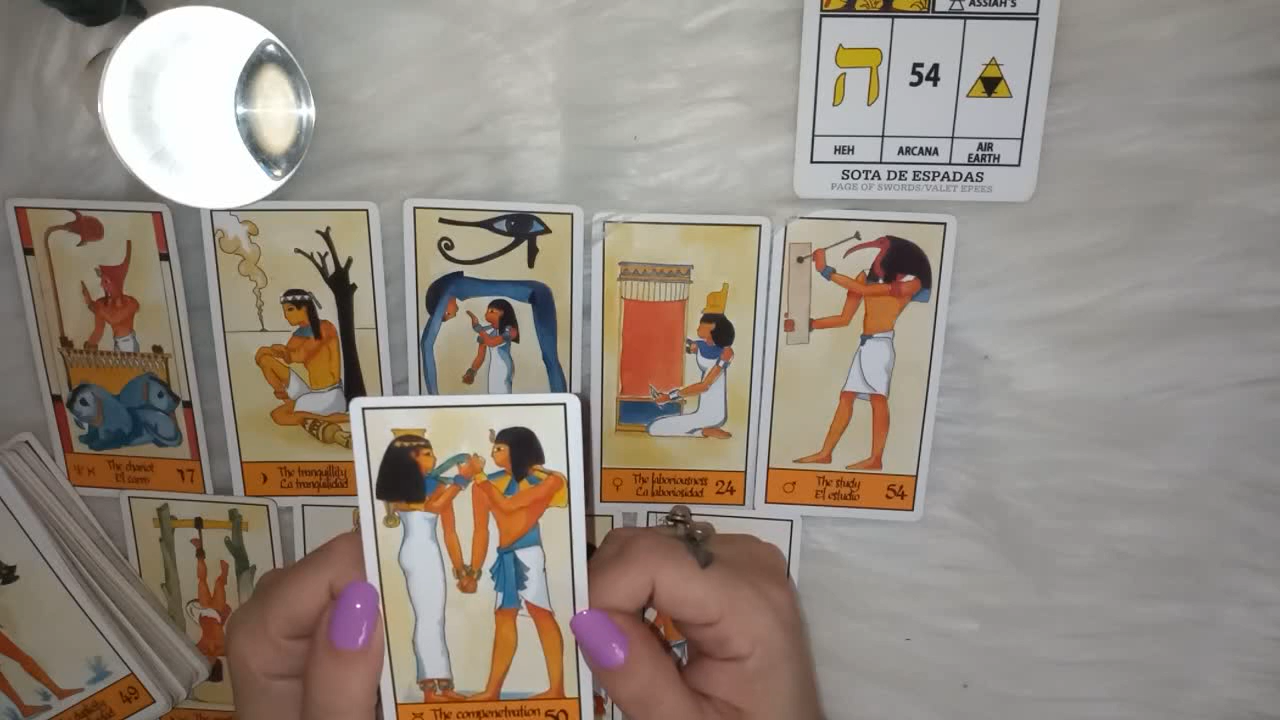 ASSIAH'S
ה
54
HEH
ARCANA
AIR
EARTH
SOTA DE ESPADAS
PAGE OF SWORDS/VALET EPEES
The chariot
El carro
17
The tranquillity
La tranquilidad
The laboriousness
La laboriosidad
24
The study
El estudio
54
49
The compenetration
50